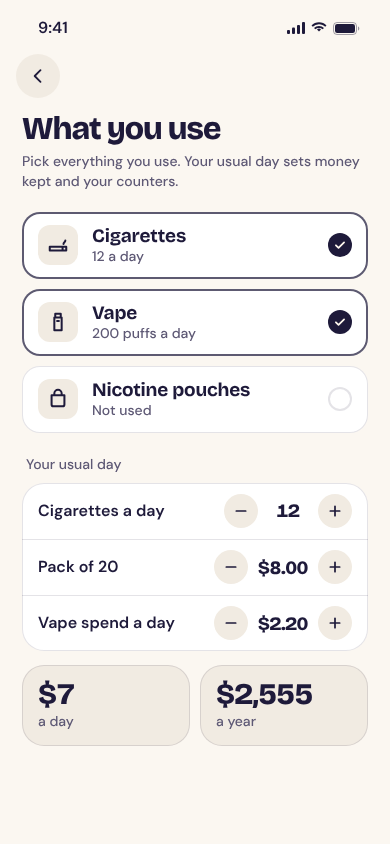 9:41
What you use
Pick everything you use. Your usual day sets money
kept and your counters.
Cigarettes
12 a day
Vape
200 puffs a day
Nicotine pouches
Not used
Your usual day
Cigarettes a day
− 12 +
Pack of 20
− $8.00 +
Vape spend a day
− $2.20 +
$7
a day
$2,555
a year